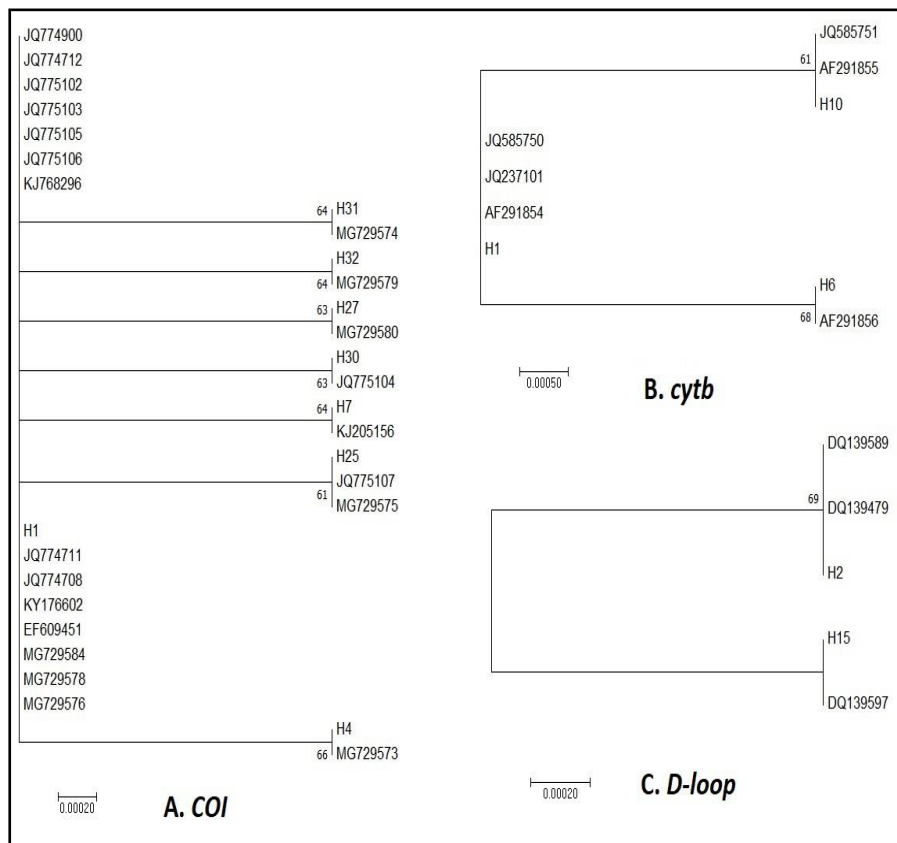 JQ774900
JQ774712
JQ775102
JQ775103
JQ775105
JQ775106
KJ768296
64
H31
MG729574
H32
64
MG729579
63
H27
MG729580
H30
63
JQ775104
64
H7
KJ205156
H25
JQ775107
61
MG729575
H1
JQ774711
JQ774708
KY176602
EF609451
MG729584
MG729578
MG729576
H4
66
MG729573
0.00020
A. COI
JQ585751
61
AF291855
H10
JQ585750
JQ237101
AF291854
H1
H6
68
AF291856
0.00050
B. cytb
DQ139589
69
DQ139479
H2
H15
DQ139597
0.00020
C. D-loop